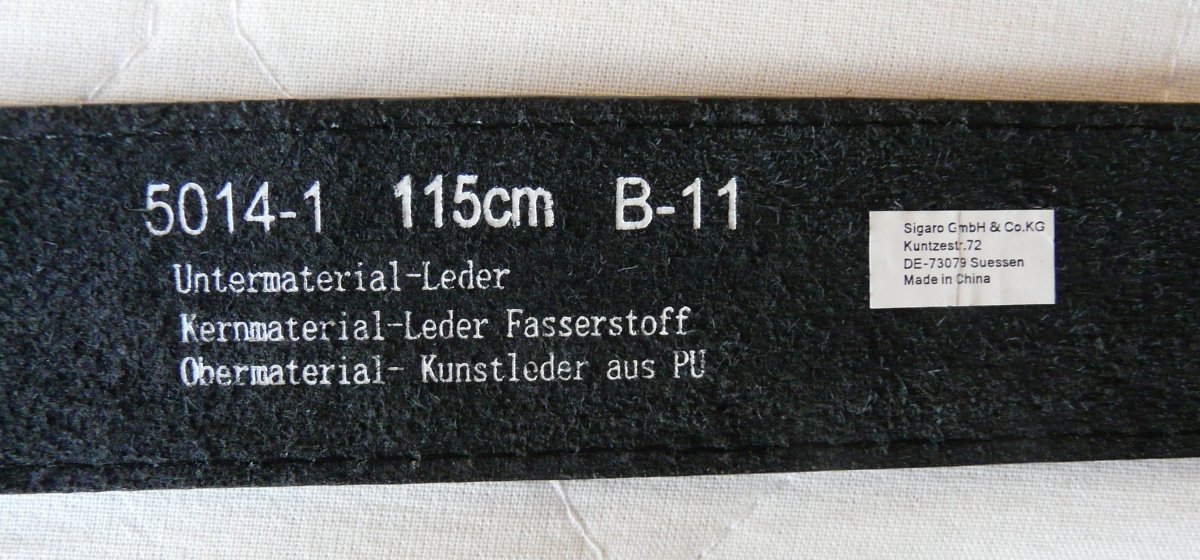 5014-1 115cm B-11
Untermaterial-Leder
Kernmaterial-Leder Fasserstoff
Obermaterial- Kunstleder aus PU
Sigaro GmbH & Co.KG
Kuntzestr.72
DE-73079 Suessen
Made in China